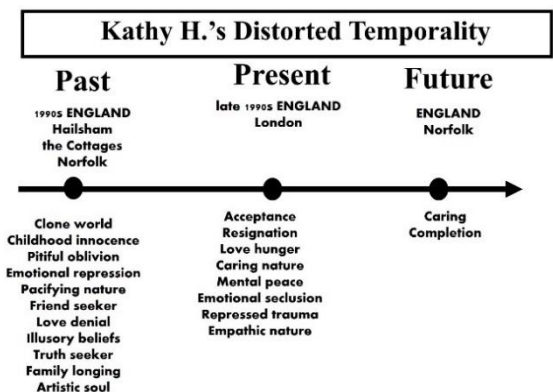 Kathy H.'s Distorted Temporality
Past
1990s ENGLAND
Hailsham
the Cottages
Norfolk
Present
late 1990s ENGLAND
London
Future
ENGLAND
Norfolk
Clone world
Childhood innocence
Pitiful oblivion
Emotional repression
Pacifying nature
Friend seeker
Love denial
Illusory beliefs
Truth seeker
Family longing
Artistic soul
Acceptance
Resignation
Love hunger
Caring nature
Mental peace
Emotional seclusion
Repressed trauma
Empathic nature
Caring
Completion